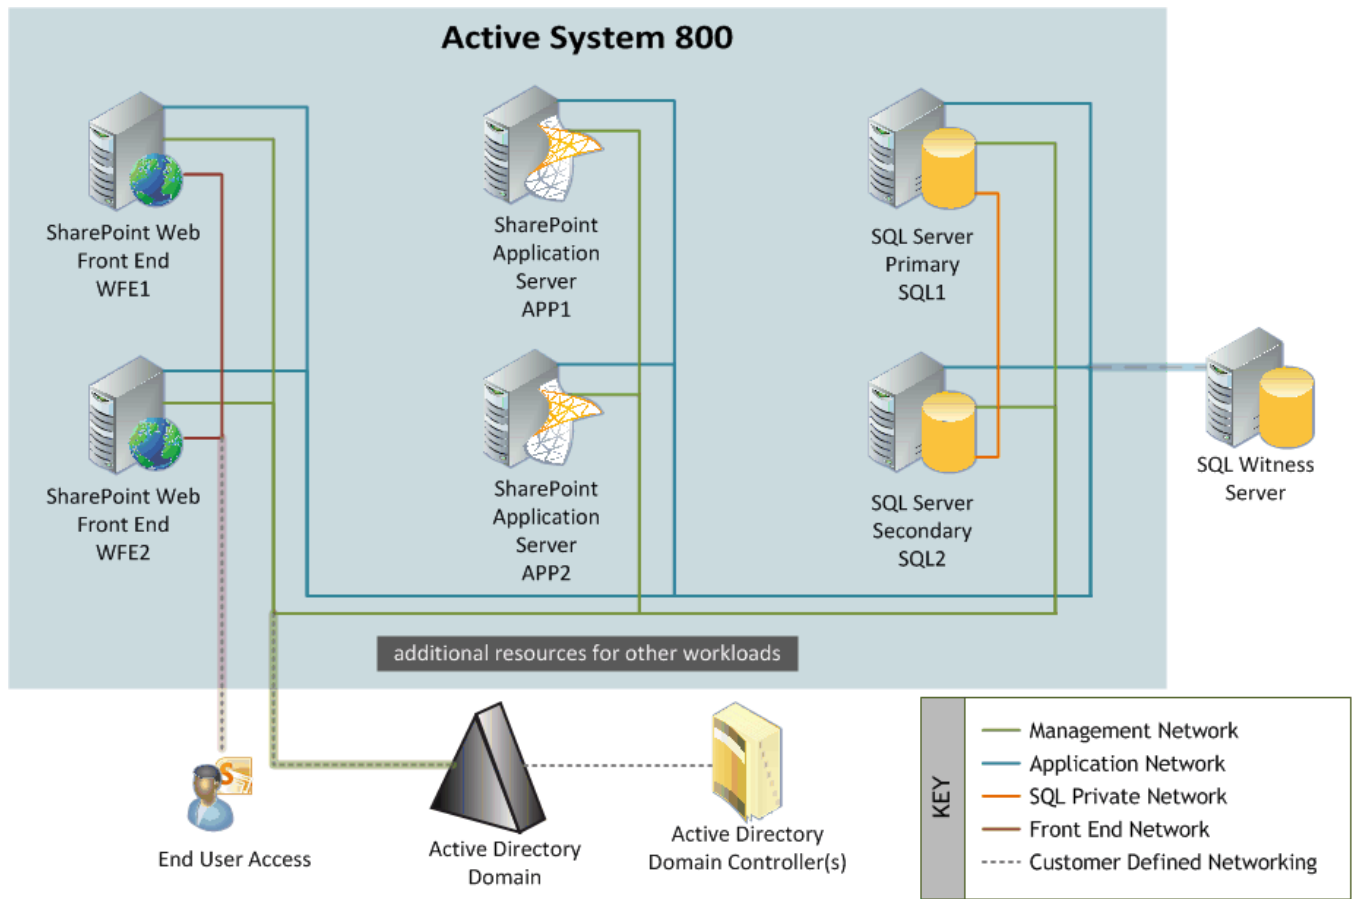 Active System 800
SharePoint Web
Front End
WFE1
SharePoint
Application
Server
APP1
SQL Server
Primary
SQL1
SharePoint Web
Front End
WFE2
SharePoint
Application
Server
APP2
SQL Server
Secondary
SQL2
SQL Witness
Server
additional resources for other workloads
S
End User Access
Active Directory
Domain
Active Directory
Domain Controller(s)
KEY
Management Network
Application Network
SQL Private Network
Front End Network
Customer Defined Networking